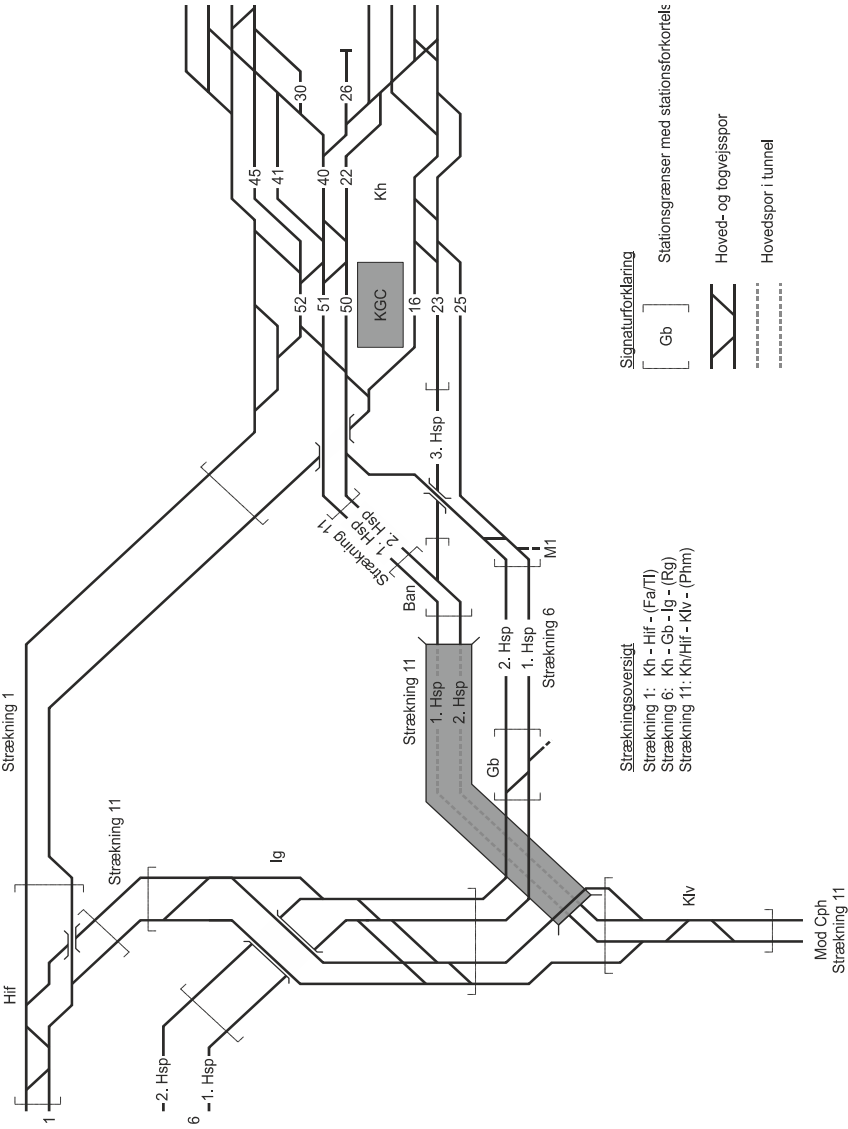 Strækning 1
30
26
45
41
40
22
Kh
52
51
50
KGC
16
23
25
3. Hsp
Signaturforklaring
Gb
Stationsgrænser med stationsforkortels
Hoved- og togvejsspor
Hovedspor i tunnel
2. Hsp
1. Hsp
Strækning 11
M1
Ban
2. Hsp
1. Hsp
Strækning 6
Strækning 11
1. Hsp
2. Hsp
Gb
Strækningsoversigt
Strækning 1: Kh - Hif - (Fa/Tl)
Strækning 6: Kh - Gb - Ig - (Rg)
Strækning 11: Kh/Hif - Klv - (Phm)
Strækning 11
Ig
Hif
Klv
Mod Cph
Strækning 11
2. Hsp
6
1. Hsp
1